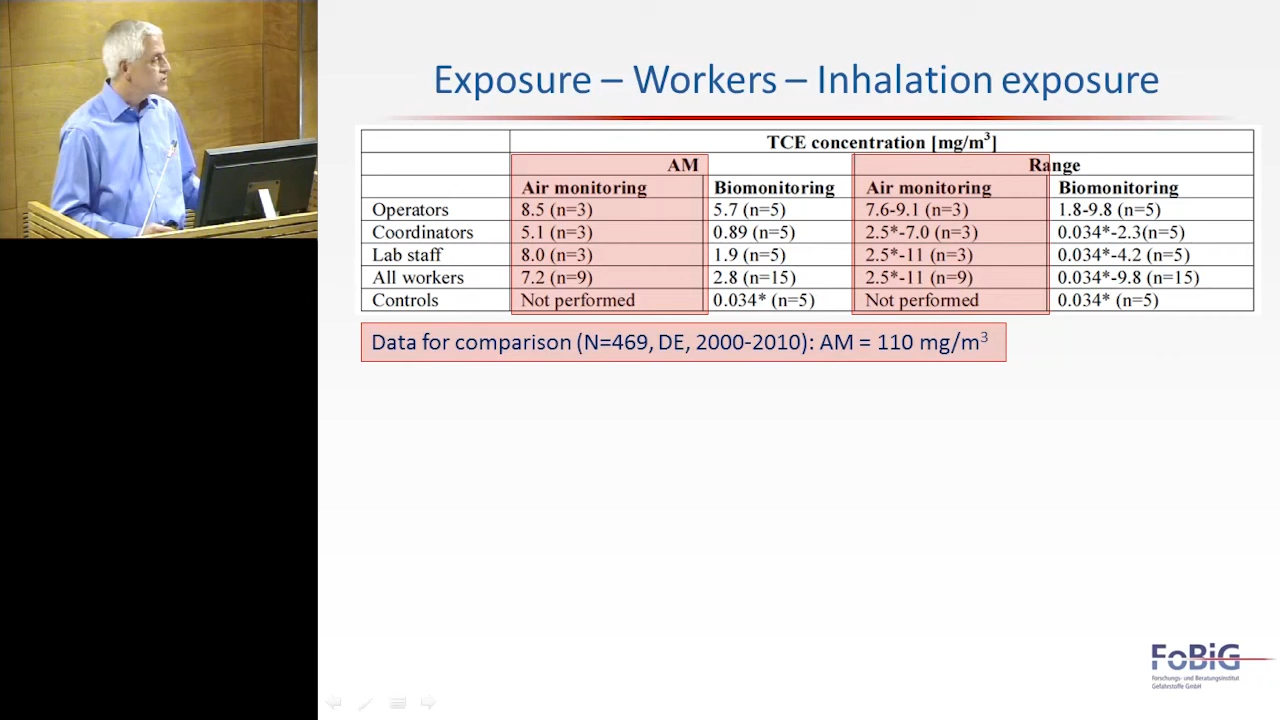 Exposure – Workers – Inhalation exposure
TCE concentration [mg/m³]
AM Range
Air monitoring Biomonitoring Air monitoring Biomonitoring
Operators 8.5 (n=3) 5.7 (n=5) 7.6-9.1 (n=3) 1.8-9.8 (n=5)
Coordinators 5.1 (n=3) 0.89 (n=5) 2.5*-7.0 (n=3) 0.034*-2.3(n=5)
Lab staff 8.0 (n=3) 1.9 (n=5) 2.5*-11 (n=3) 0.034*-4.2 (n=5)
All workers 7.2 (n=9) 2.8 (n=15) 2.5*-11 (n=9) 0.034*-9.8 (n=15)
Controls Not performed 0.034* (n=5) Not performed 0.034* (n=5)
Data for comparison (N=469, DE, 2000-2010): AM = 110 mg/m³
FoBiG
Forschungs- und Beratungsinstitut
Gefahrstoffe GmbH